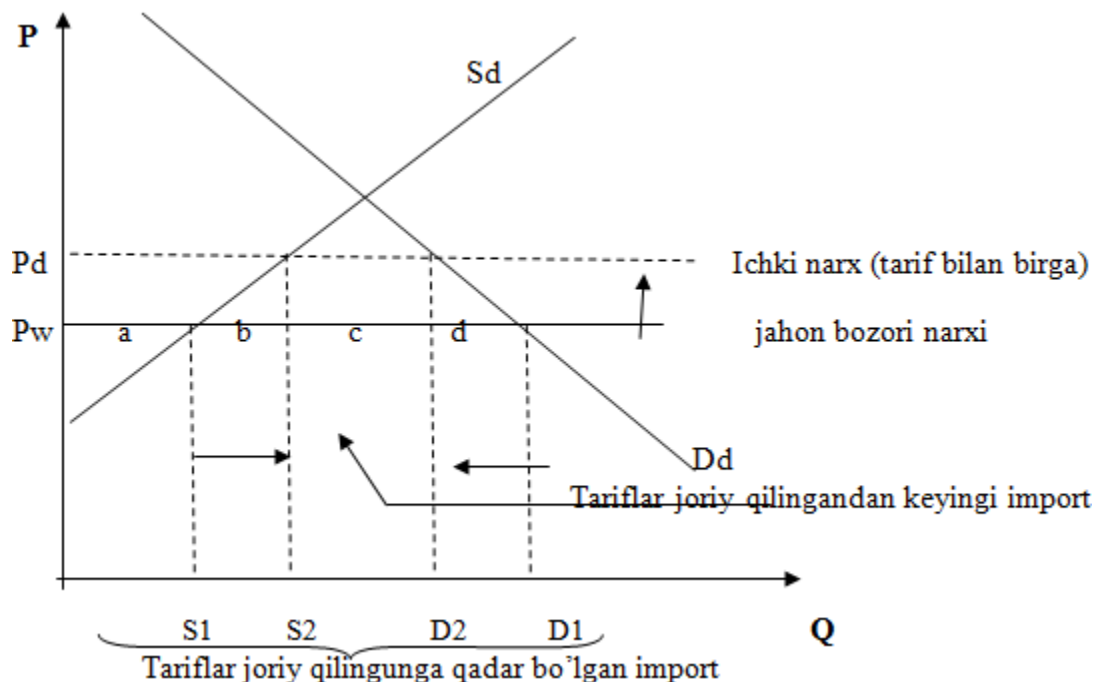 P
Sd
Pd
Ichki narx (tarif bilan birga)
Pw
a b c d
jahon bozori narxi
Dd
Tariflar joriy qilingandan keyingi import
S1 S2 D2 D1
Q
Tariflar joriy qilingunga qadar bo’lgan import